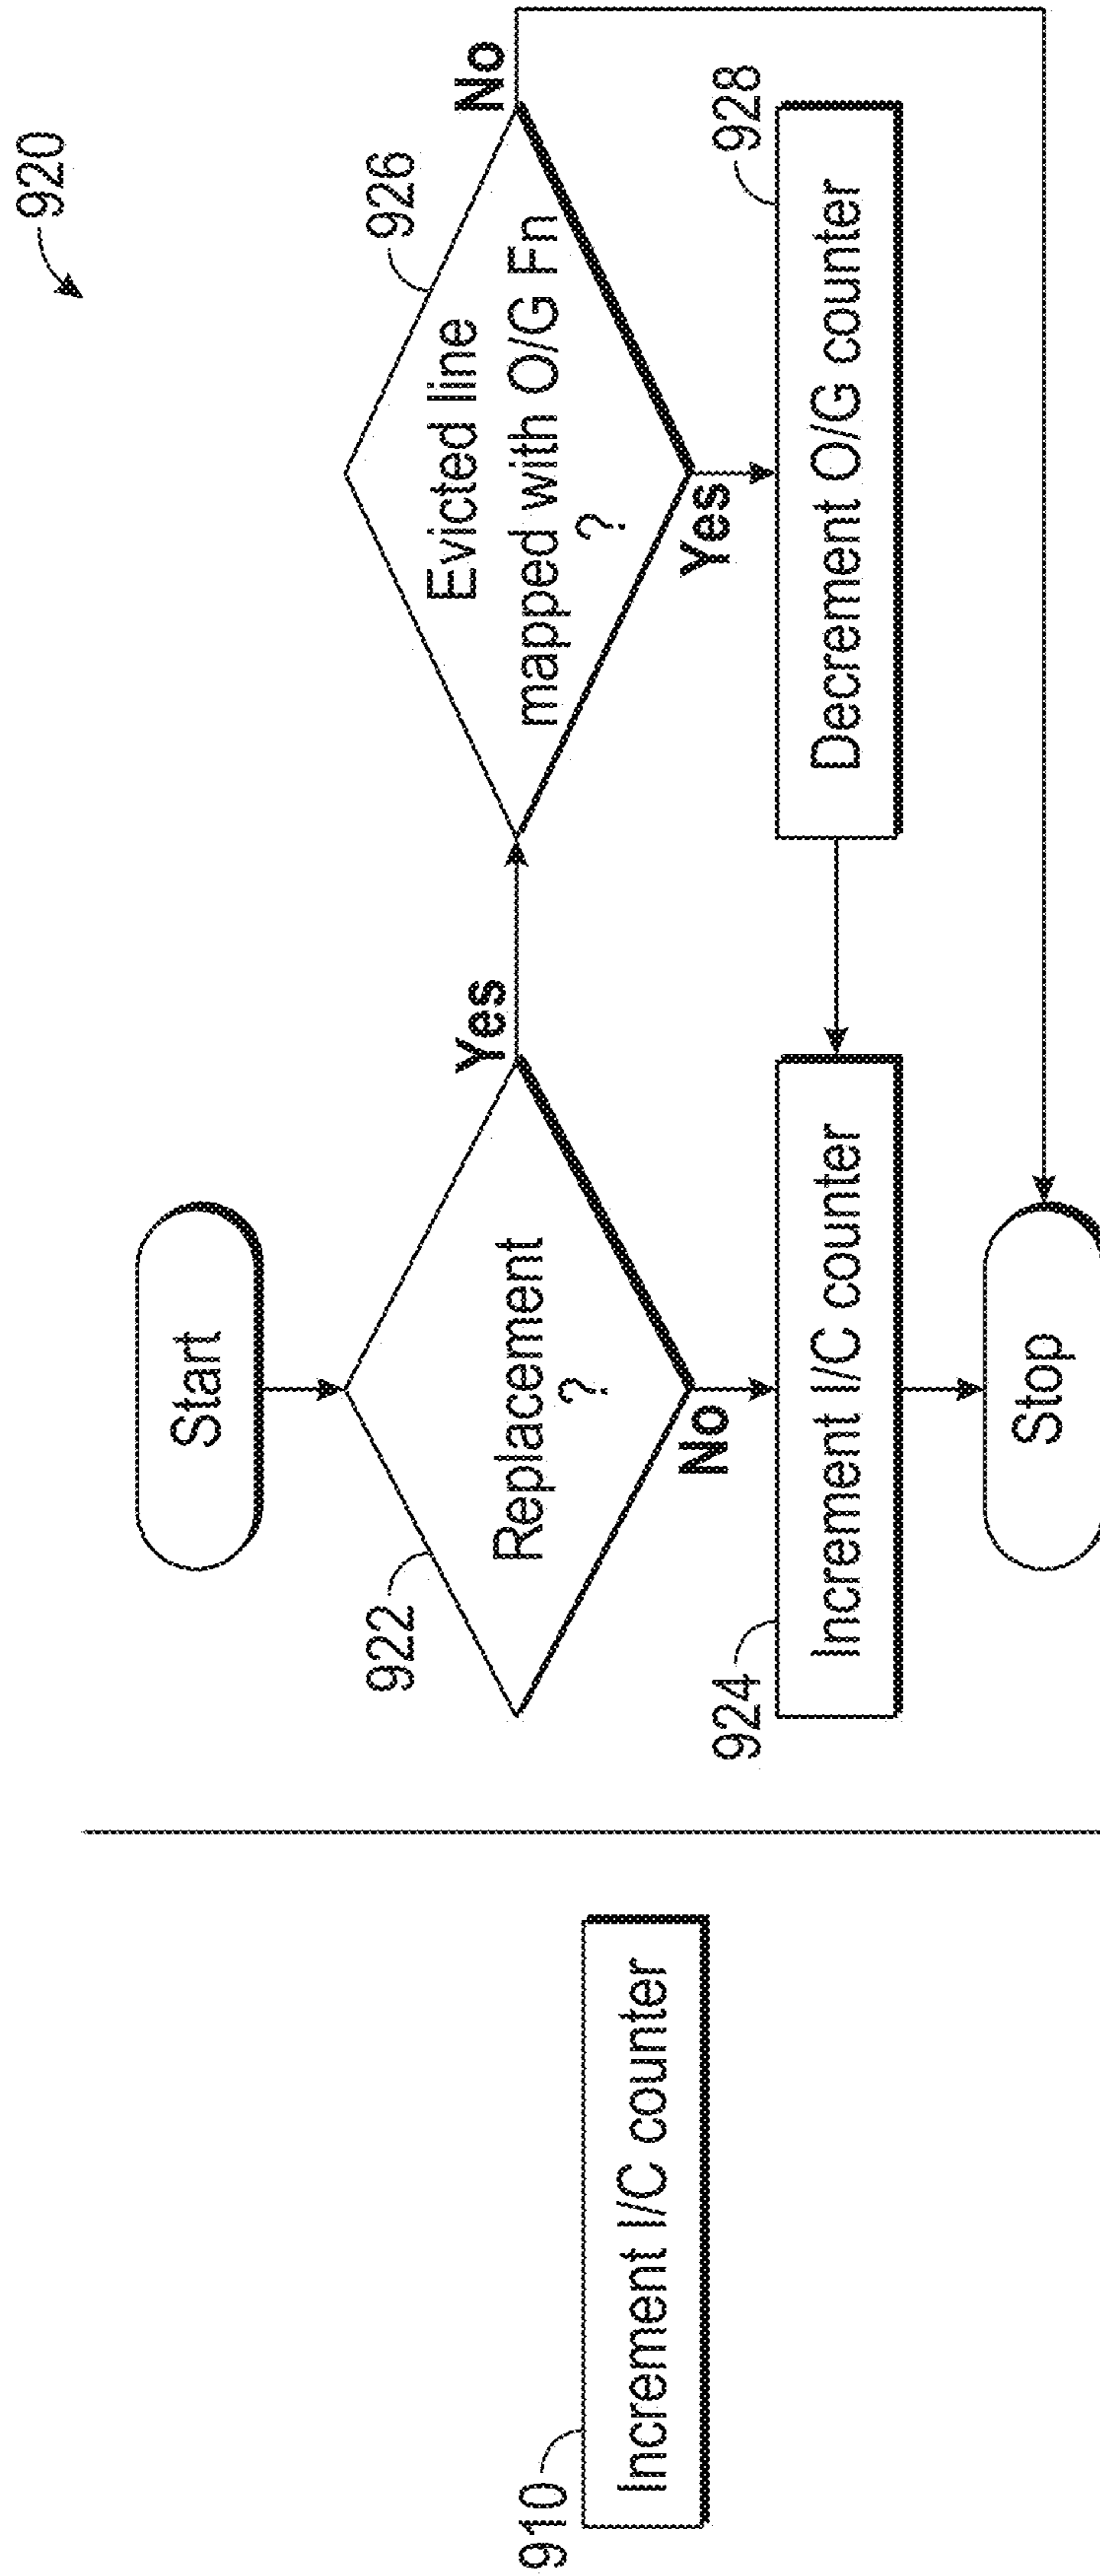 910
Increment I/C counter
920
Start
922
Replacement
?
Yes
No
924
Increment I/C counter
Stop
926
Evicted line
mapped with O/G Fn
?
No
Yes
928
Decrement O/G counter